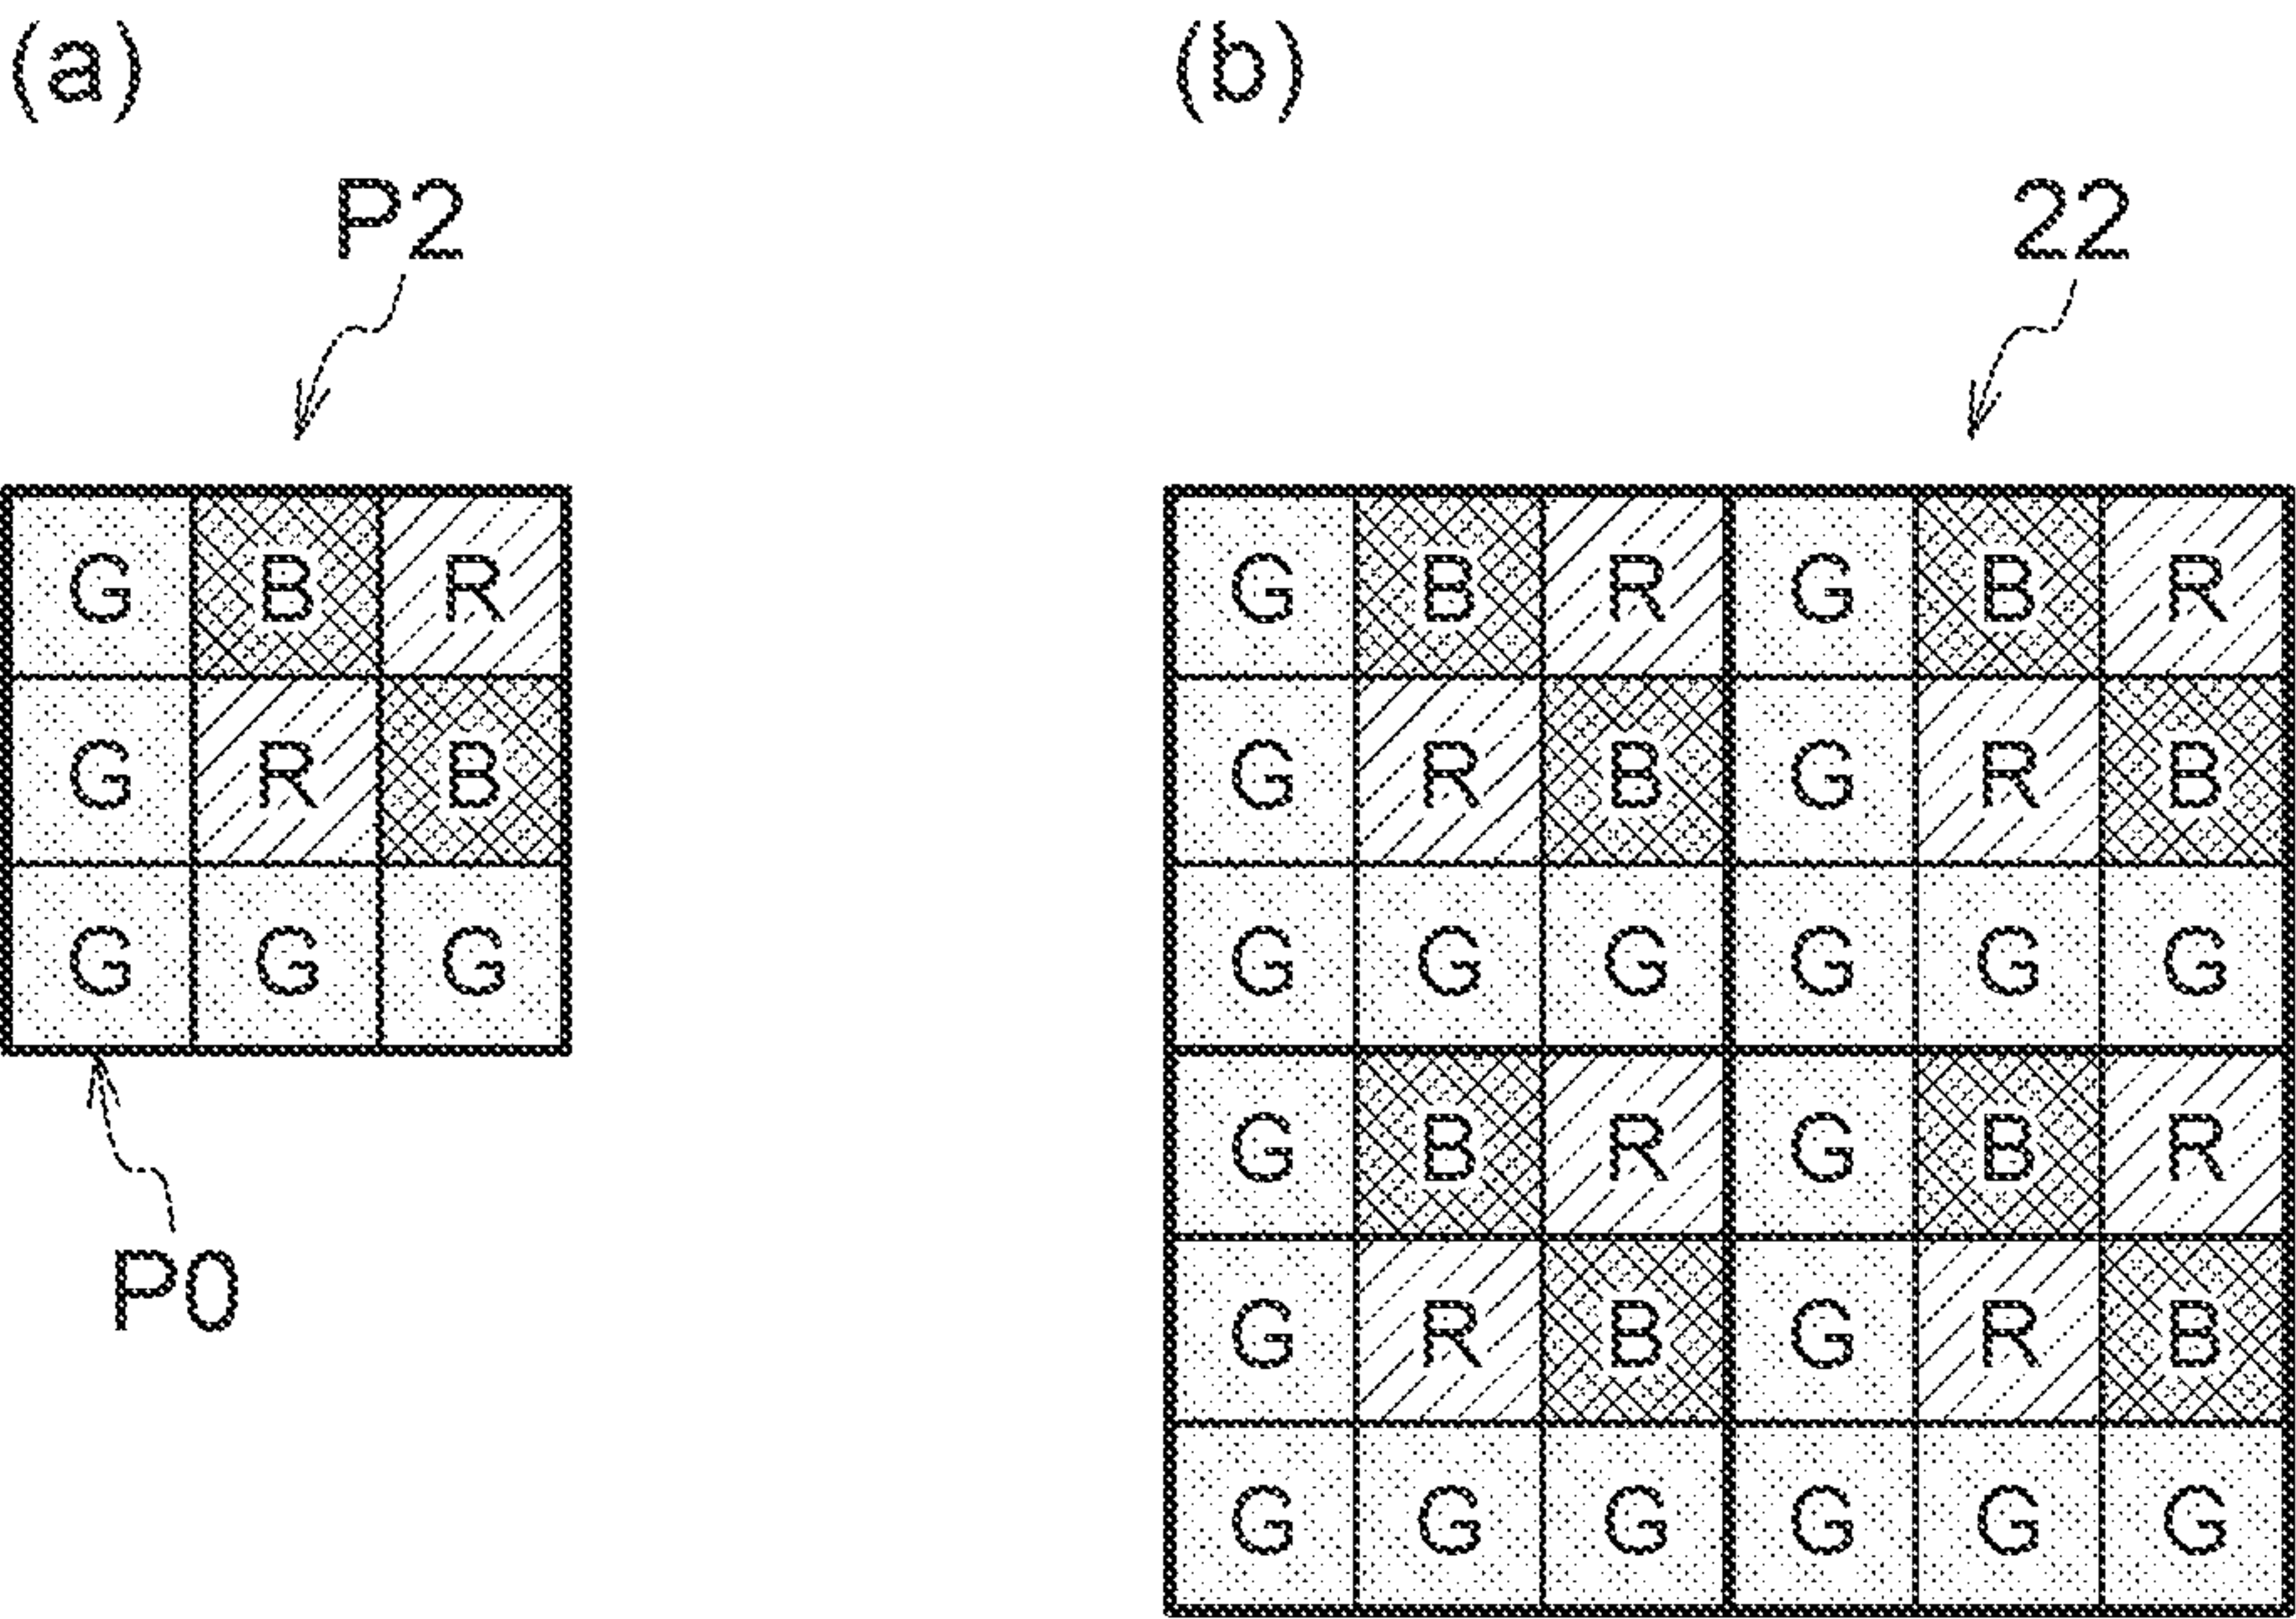 (a) (b)
P2 22
G B R G B R G B R
G R B G R B G R B
G G G G G G G G G
G B R G B R
P0
G R B G R B
G G G G G G